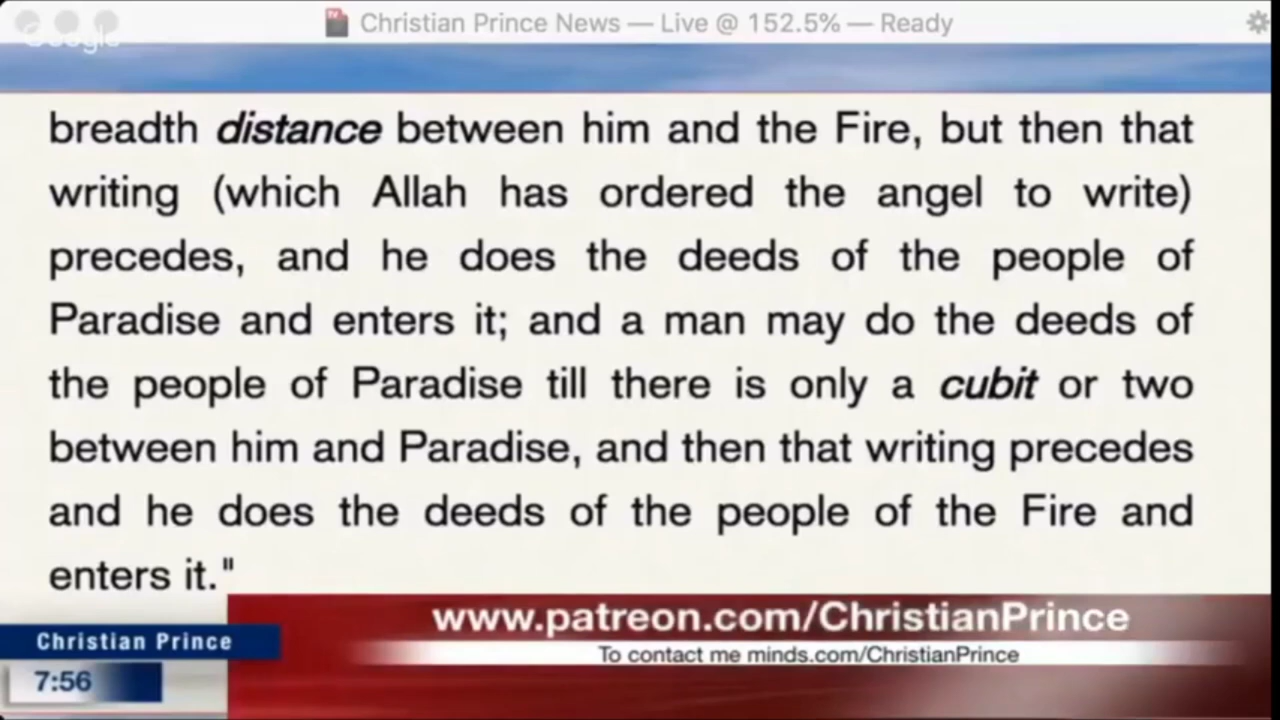 Christian Prince News — Live @ 152.5% — Ready
Google
breadth distance between him and the Fire, but then that
writing (which Allah has ordered the angel to write)
precedes, and he does the deeds of the people of
Paradise and enters it; and a man may do the deeds of
the people of Paradise till there is only a cubit or two
between him and Paradise, and then that writing precedes
and he does the deeds of the people of the Fire and
enters it."
www.patreon.com/ChristianPrince
Christian Prince
To contact me minds.com/ChristianPrince
7:56